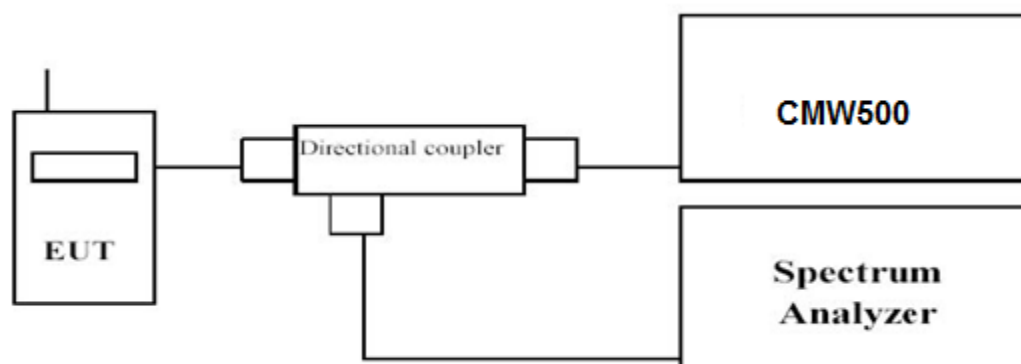 Directional coupler
CMW500
EUT
Spectrum
Analyzer